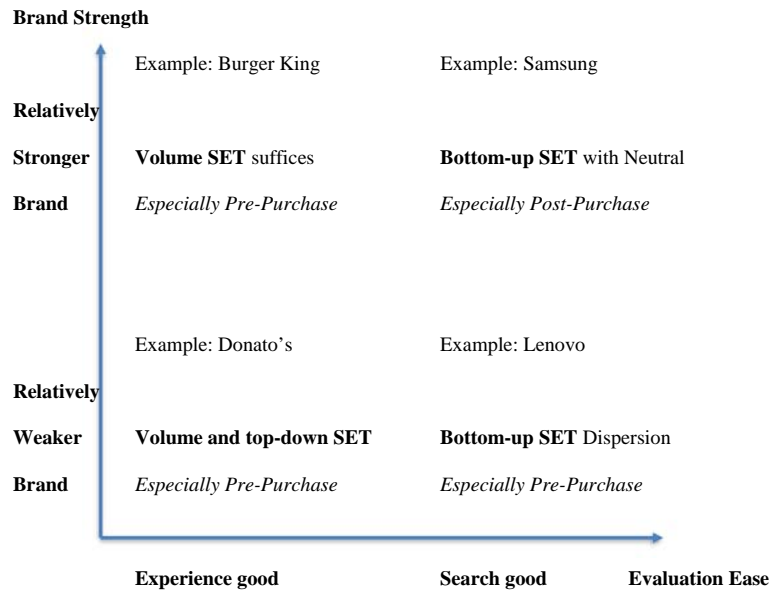 Brand Strength
Example: Burger King Example: Samsung
Relatively
Stronger Volume SET suffices Bottom-up SET with Neutral
Brand Especially Pre-Purchase Especially Post-Purchase
Example: Donato’s Example: Lenovo
Relatively
Weaker Volume and top-down SET Bottom-up SET Dispersion
Brand Especially Pre-Purchase Especially Pre-Purchase
Experience good Search good Evaluation Ease